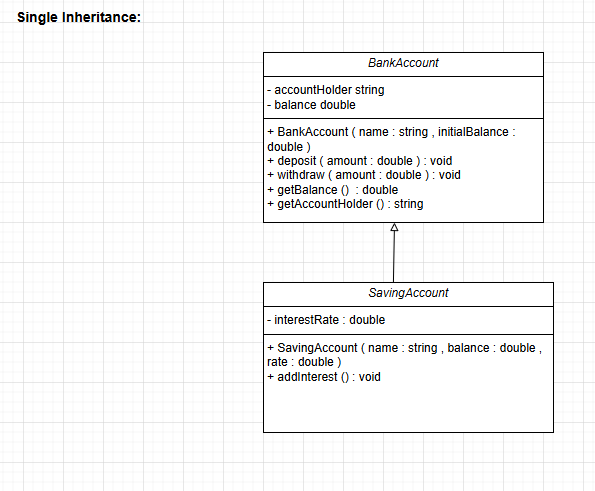 Single Inheritance:
BankAccount
- accountHolder string
- balance double
+ BankAccount ( name : string , initialBalance :
double )
+ deposit ( amount : double ) : void
+ withdraw ( amount : double ) : void
+ getBalance () : double
+ getAccountHolder () : string
SavingAccount
- interestRate : double
+ SavingAccount ( name : string , balance : double ,
rate : double )
+ addInterest () : void